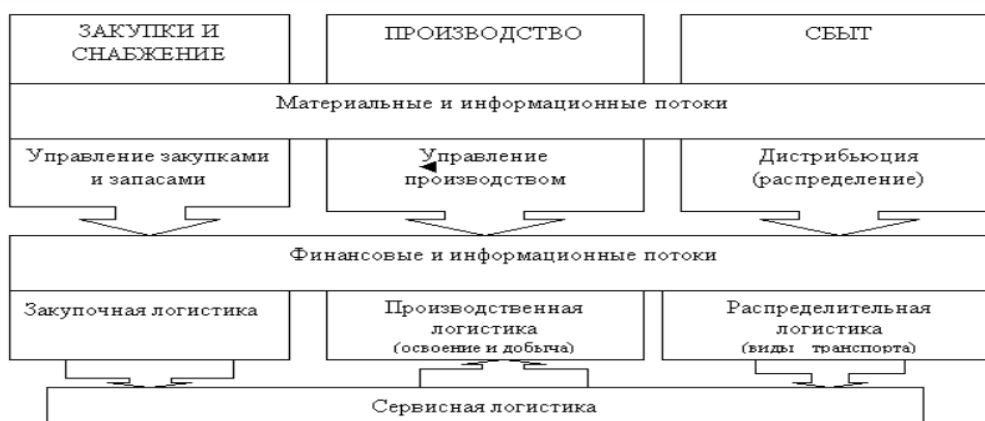 ЗАКУПКИ И
СНАБЖЕНИЕ
ПРОИЗВОДСТВО
СБЫТ
Материальные и информационные потоки
Управление закупками
и запасами
Управление
производством
Дистрибьюция
(распределение)
Финансовые и информационные потоки
Закупочная логистика
Производственная
логистика
(освоение и добыча)
Распределительная
логистика
(виды транспорта)
Сервисная логистика